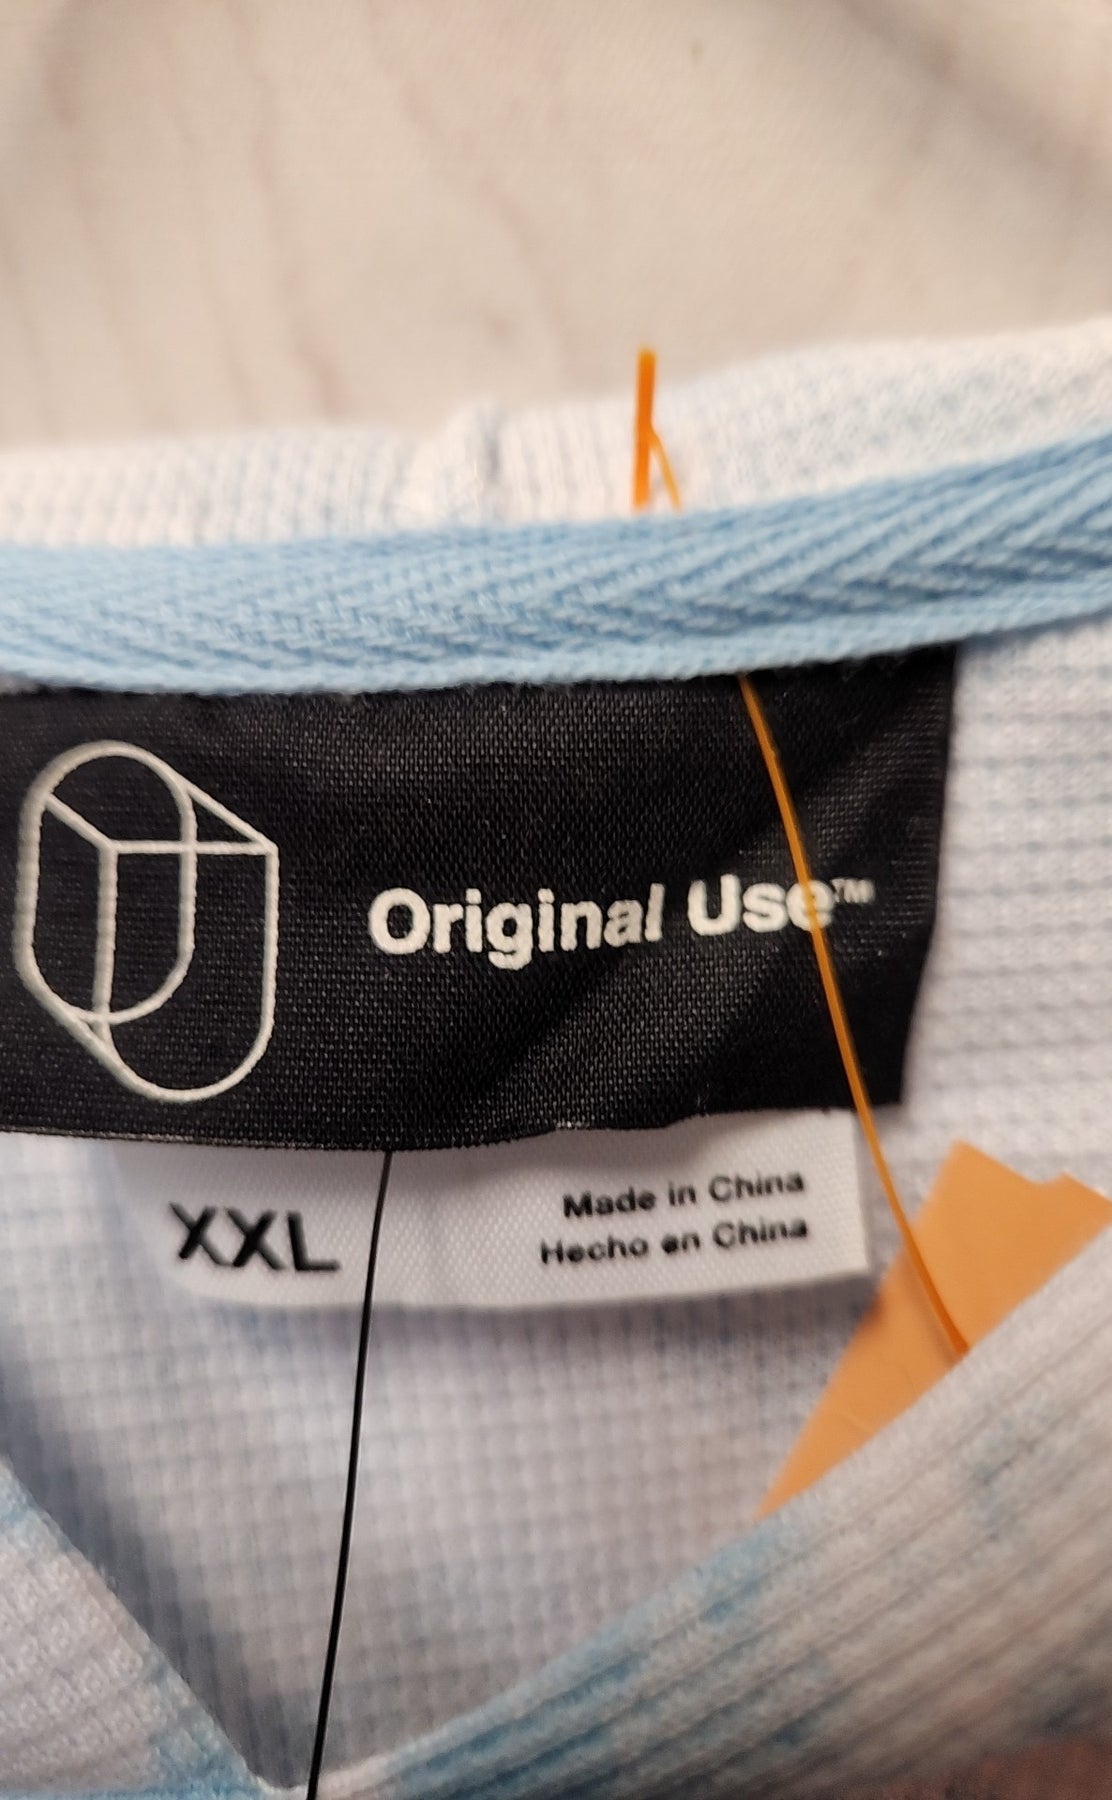 Original Use™
XXL
Made in China
Hecho en China